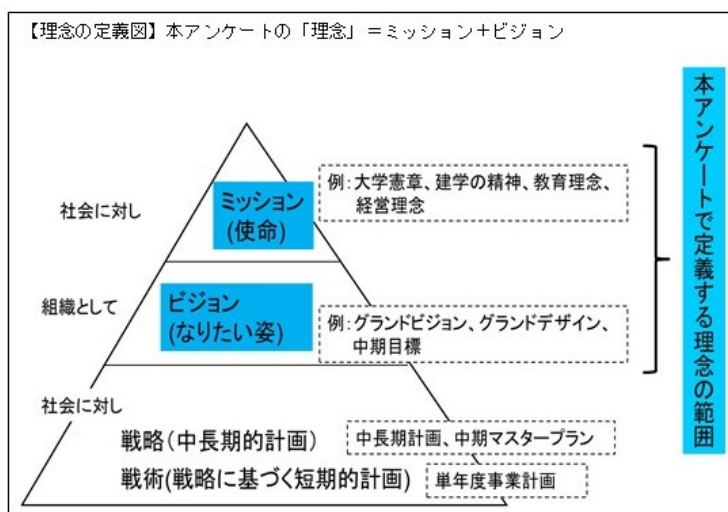 【理念の定義図】本アンケートの「理念」＝ミッション＋ビジョン
社会に対し
ミッション
(使命)
例：大学憲章、建学の精神、教育理念、
経営理念
組織として
ビジョン
(なりたい姿)
例：グランドビジョン、グランドデザイン、
中期目標
社会に対し
戦略(中長期的計画)
中長期計画、中期マスタープラン
戦術(戦略に基づく短期的計画)
単年度事業計画
本アンケートで定義する理念の範囲